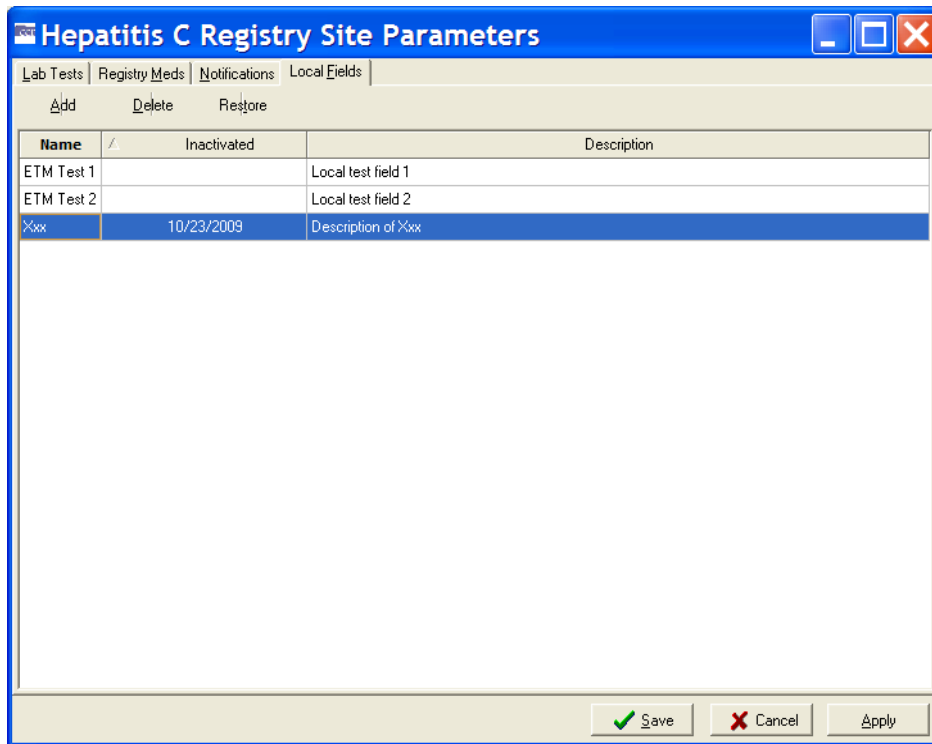 Hepatitis C Registry Site Parameters
Lab Tests Registry Meds Notifications Local Fields
Add Delete Restore
Name Inactivated Description
ETM Test 1 Local test field 1
ETM Test 2 Local test field 2
Xxx 10/23/2009 Description of Xxx
Save Cancel Apply